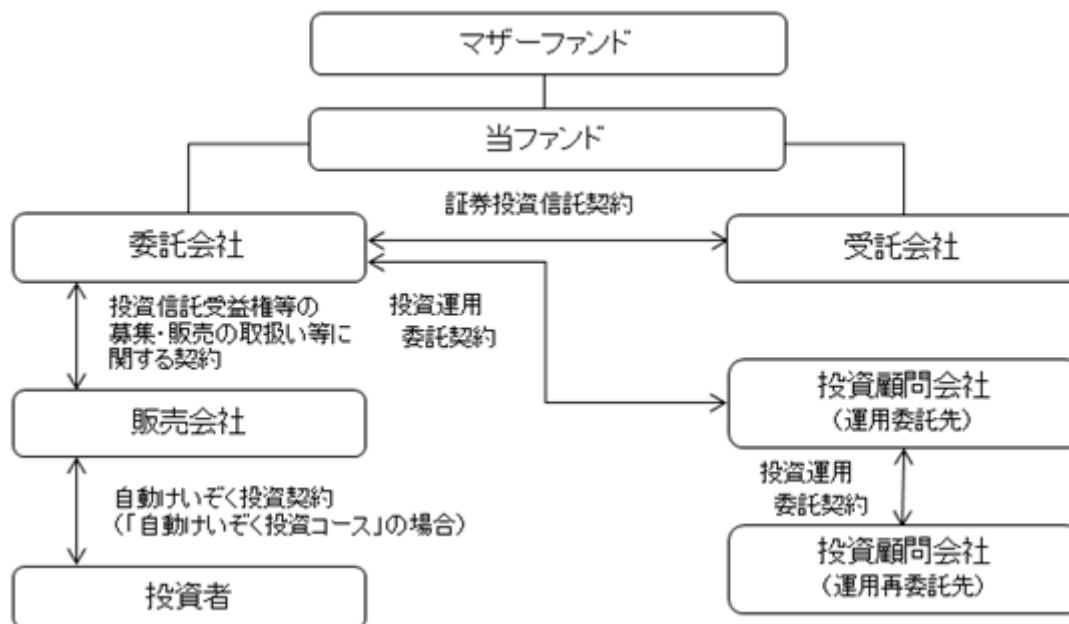 マザーファンド
当ファンド
証券投資信託契約
委託会社
受託会社
投資信託受益権等の
募集・販売の取扱い等に
関する契約
投資運用
委託契約
販売会社
投資顧問会社
（運用委託先）
自動けいぞく投資契約
（「自動けいぞく投資コース」の場合）
投資運用
委託契約
投資者
投資顧問会社
（運用再委託先）